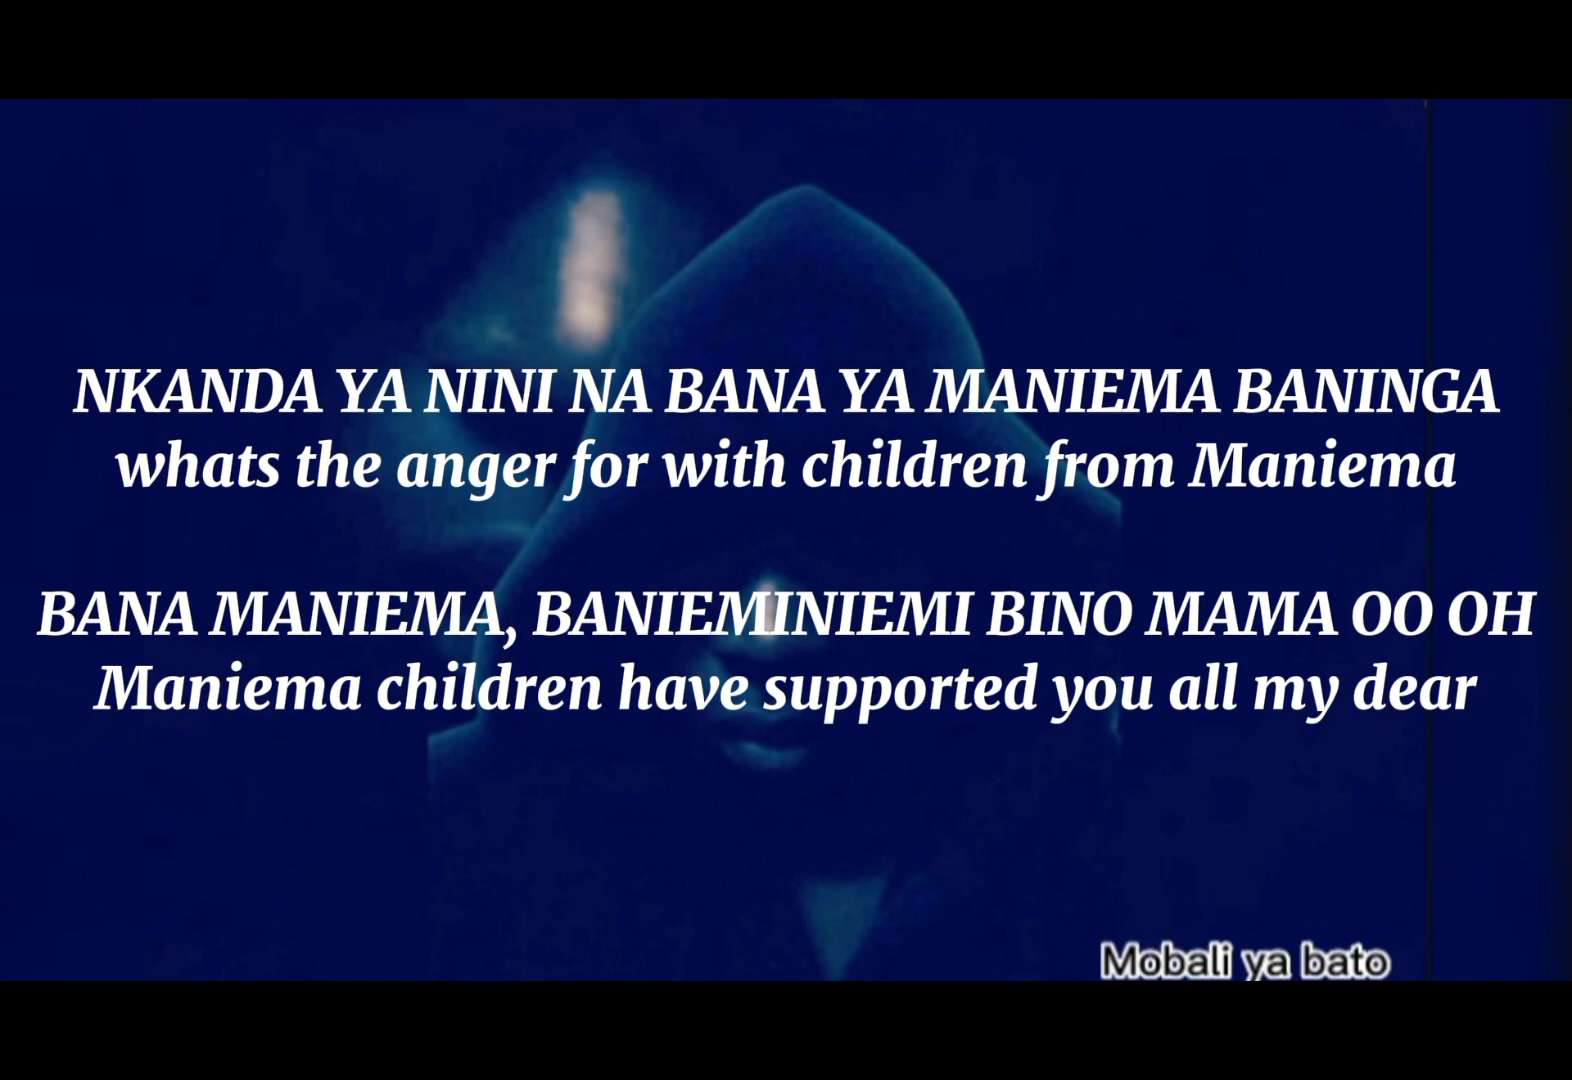 NKANDA YA NINI NA BANA YA MANIEMA BANINGA
whats the anger for with children from Maniema
BANA MANIEMA, BANIEMINIEMI BINO MAMA OO OH
Maniema children have supported you all my dear
Mobali ya bato